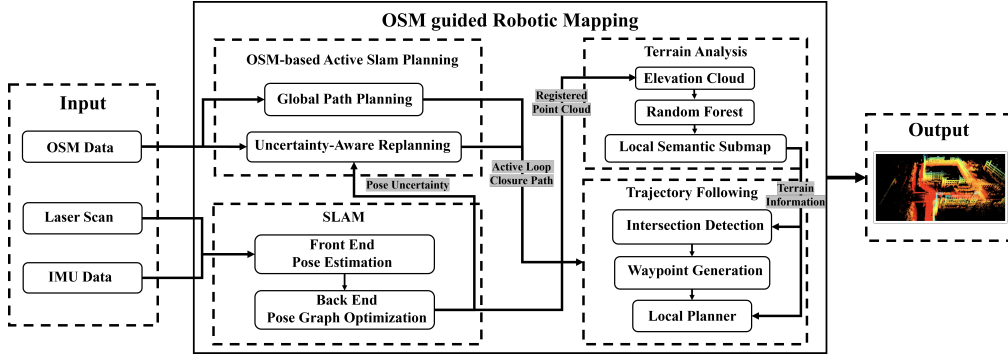 OSM guided Robotic Mapping
Input
OSM Data
Laser Scan
IMU Data
OSM-based Active Slam Planning
Global Path Planning
Uncertainty-Aware Replanning
Pose Uncertainty
SLAM
Front End
Pose Estimation
Back End
Pose Graph Optimization
Registered
Point Cloud
Active Loop
Closure Path
Terrain Analysis
Elevation Cloud
Random Forest
Local Semantic Submap
Terrain
Information
Trajectory Following
Intersection Detection
Waypoint Generation
Local Planner
Output